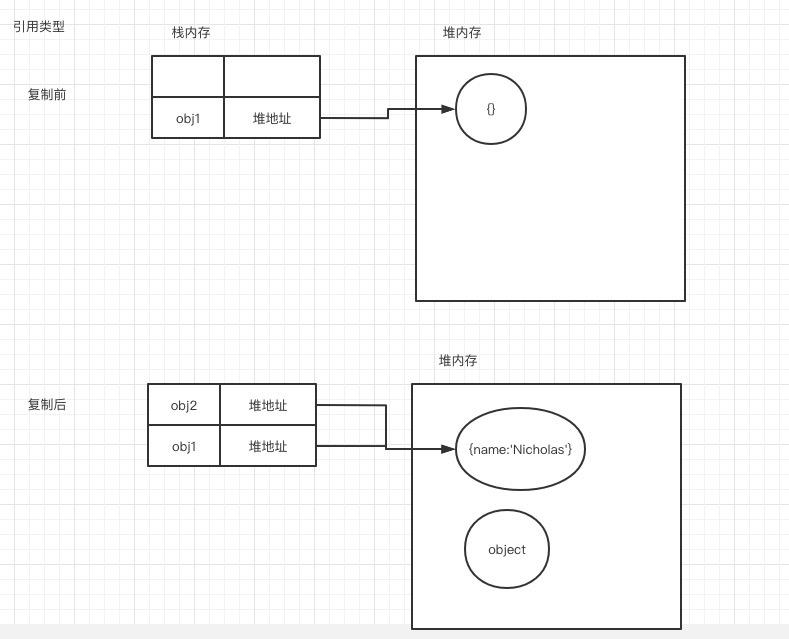 引用类型
栈内存
堆内存
复制前
obj1
堆地址
{}
堆内存
复制后
obj2
堆地址
obj1
堆地址
{name:'Nicholas'}
object